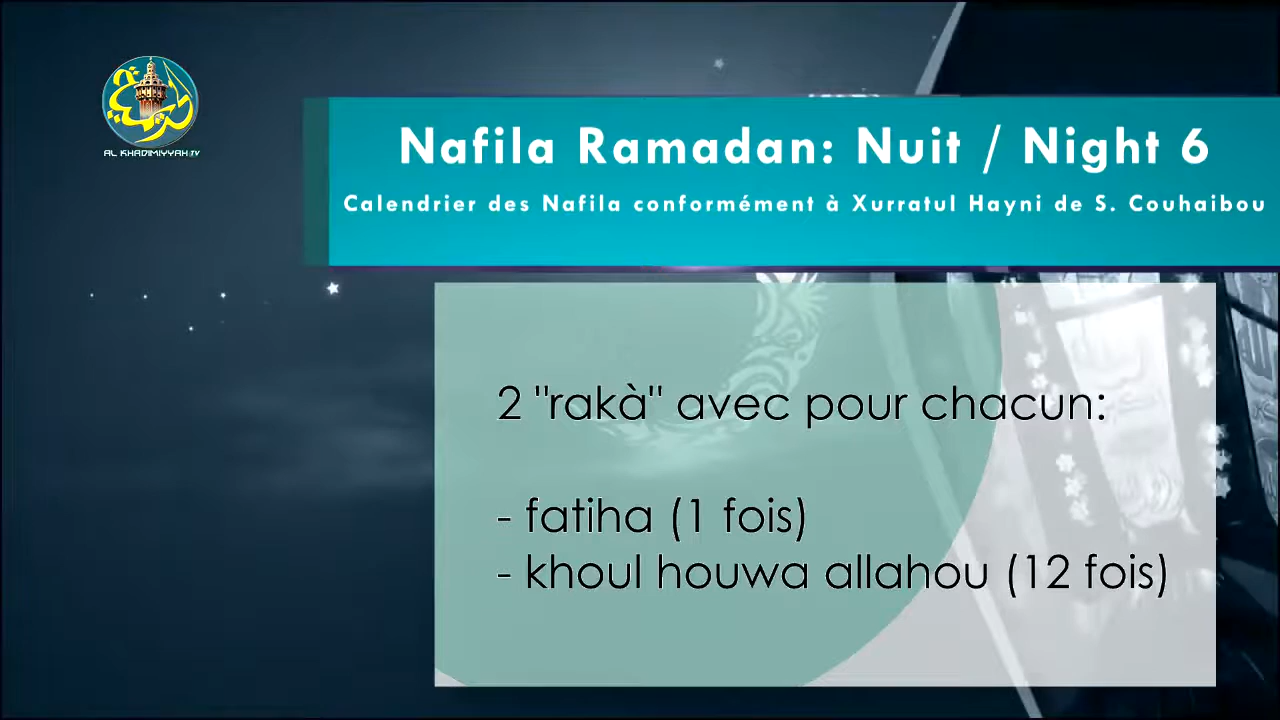 AL KHADIMIYYAH TV
Nafila Ramadan: Nuit / Night 6
Calendrier des Nafila conformément à Xurratul Hayni de S. Couhaibou
2 "rakà" avec pour chacun:
- fatiha (1 fois)
- khoul houwa allahou (12 fois)